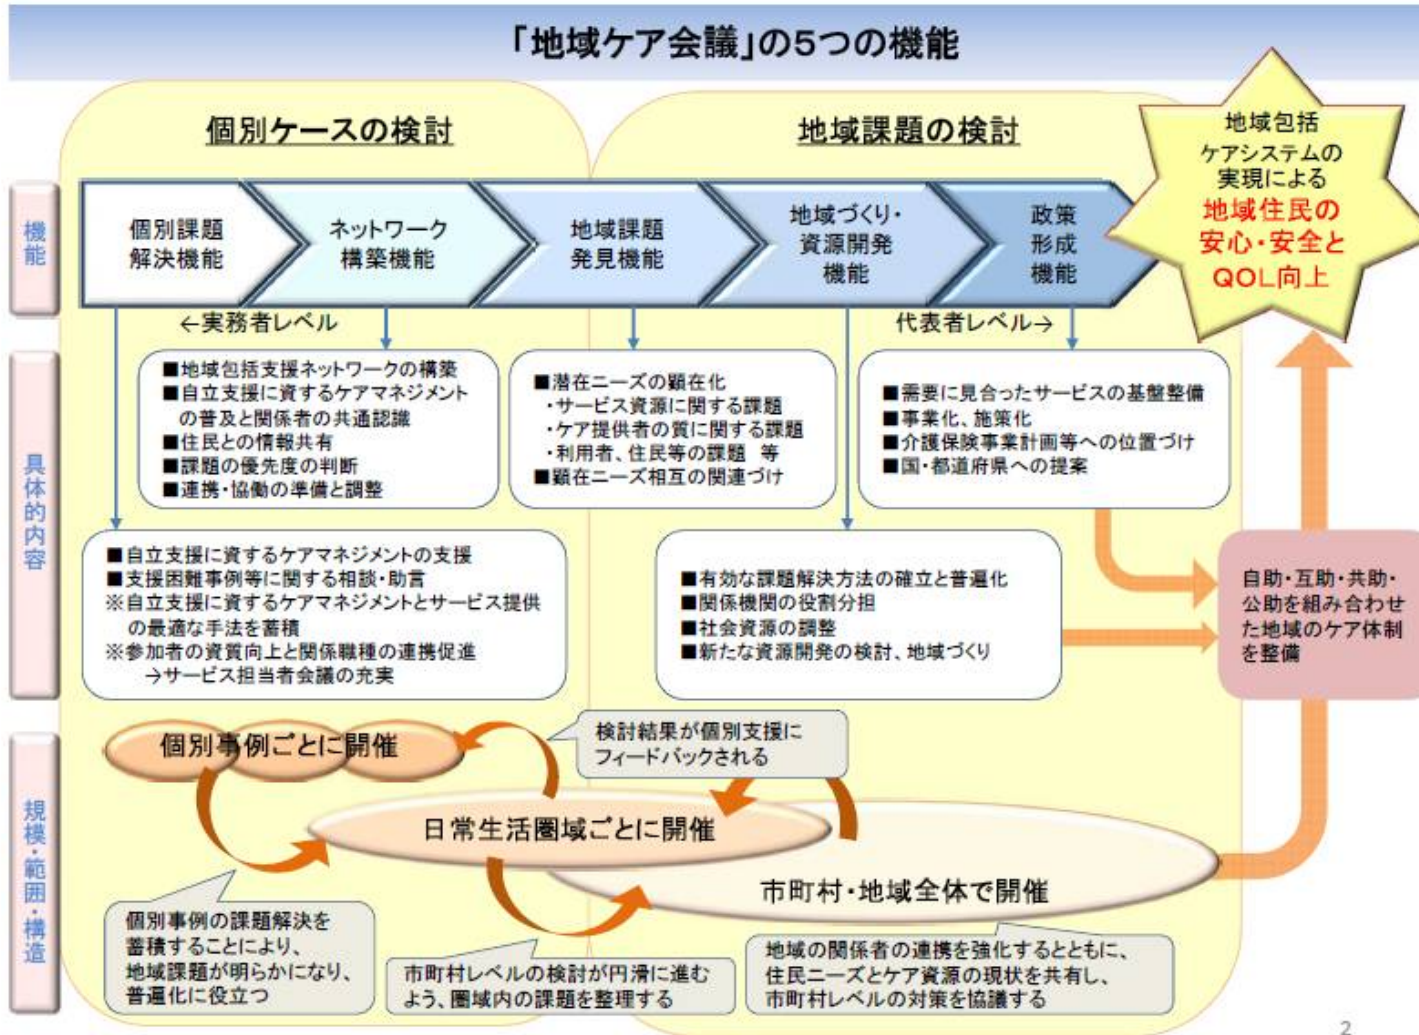 「地域ケア会議」の5つの機能
個別ケースの検討
地域課題の検討
地域包括
ケアシステムの
実現による
地域住民の
安心・安全と
QOL向上
機能
個別課題
解決機能
ネットワーク
構築機能
地域課題
発見機能
地域づくり・
資源開発
機能
政策
形成
機能
←実務者レベル
代表者レベル→
具体的内容
■地域包括支援ネットワークの構築
■自立支援に資するケアマネジメント
の普及と関係者の共通認識
■住民との情報共有
■課題の優先度の判断
■連携・協働の準備と調整
■潜在ニーズの顕在化
・サービス資源に関する課題
・ケア提供者の質に関する課題
・利用者、住民等の課題 等
■顕在ニーズ相互の関連づけ
■需要に見合ったサービスの基盤整備
■事業化、施策化
■介護保険事業計画等への位置づけ
■国・都道府県への提案
■自立支援に資するケアマネジメントの支援
■支援困難事例等に関する相談・助言
※自立支援に資するケアマネジメントとサービス提供
の最適な手法を蓄積
※参加者の資質向上と関係職種の連携促進
→サービス担当者会議の充実
■有効な課題解決方法の確立と普遍化
■関係機関の役割分担
■社会資源の調整
■新たな資源開発の検討、地域づくり
自助・互助・共助・
公助を組み合わせ
た地域のケア体制
を整備
規模・範囲・構造
個別事例ごとに開催
検討結果が個別支援に
フィードバックされる
日常生活圏域ごとに開催
市町村・地域全体で開催
個別事例の課題解決を
蓄積することにより、
地域課題が明らかになり、
普遍化に役立つ
市町村レベルの検討が円滑に進む
よう、圏域内の課題を整理する
地域の関係者の連携を強化するとともに、
住民ニーズとケア資源の現状を共有し、
市町村レベルの対策を協議する
2